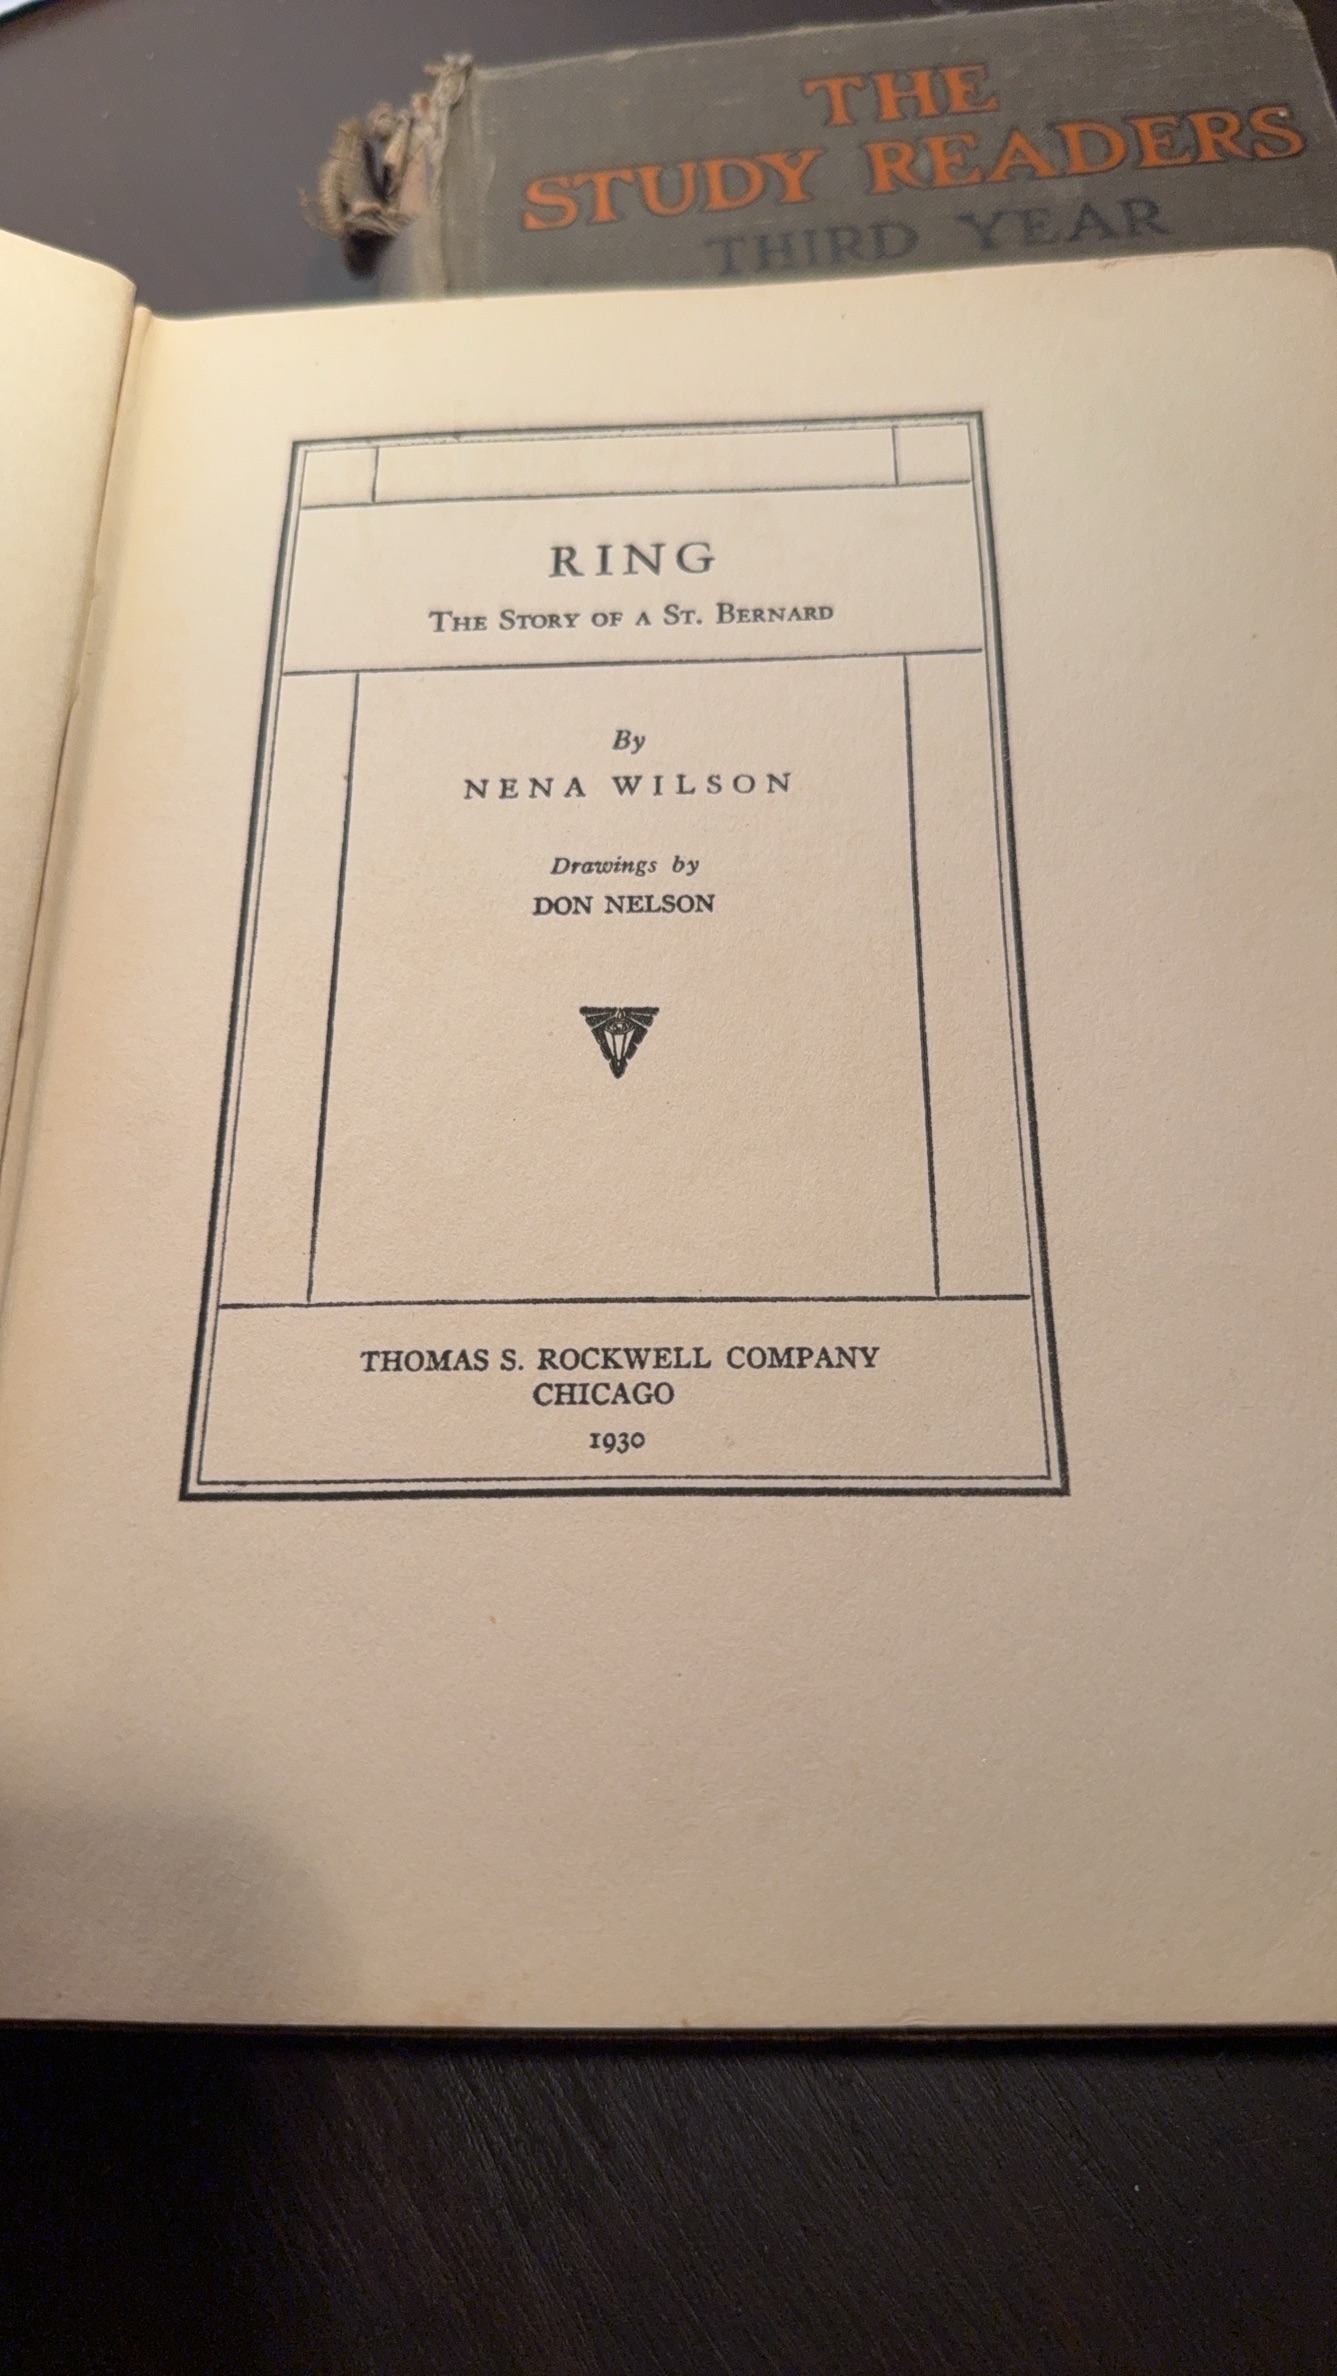 THE
STUDY READERS
THIRD YEAR
RING
THE STORY OF A ST. BERNARD
By
NENA WILSON
Drawings by
DON NELSON
THOMAS S. ROCKWELL COMPANY
CHICAGO
1930